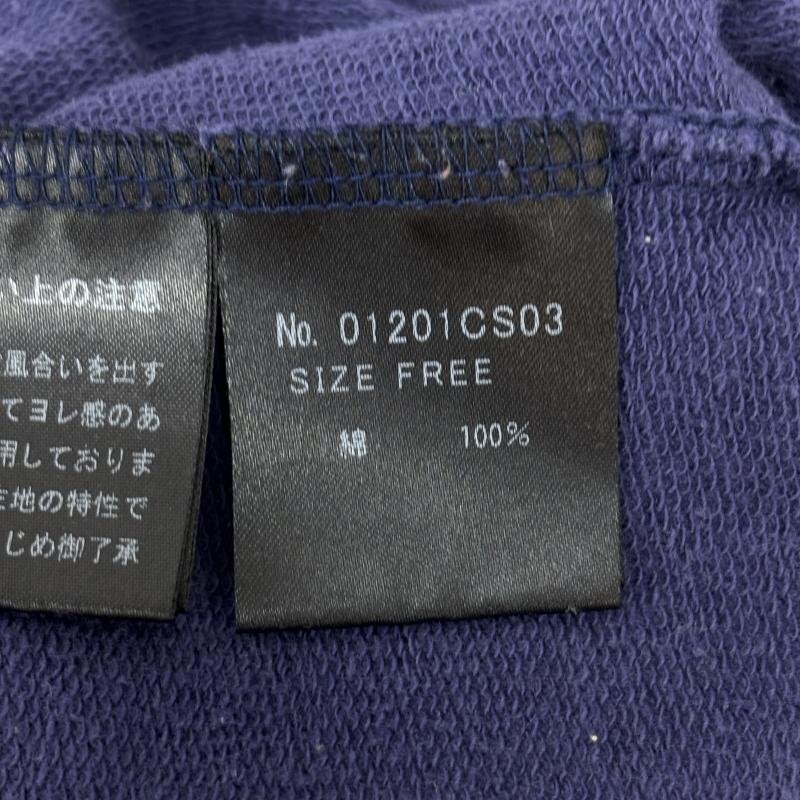 い上の注意
風合いを出す
てヨレ感のあ
用しておりま
生地の特性で
じめ御了承
No. 01201CS03
SIZE FREE
綿 100%